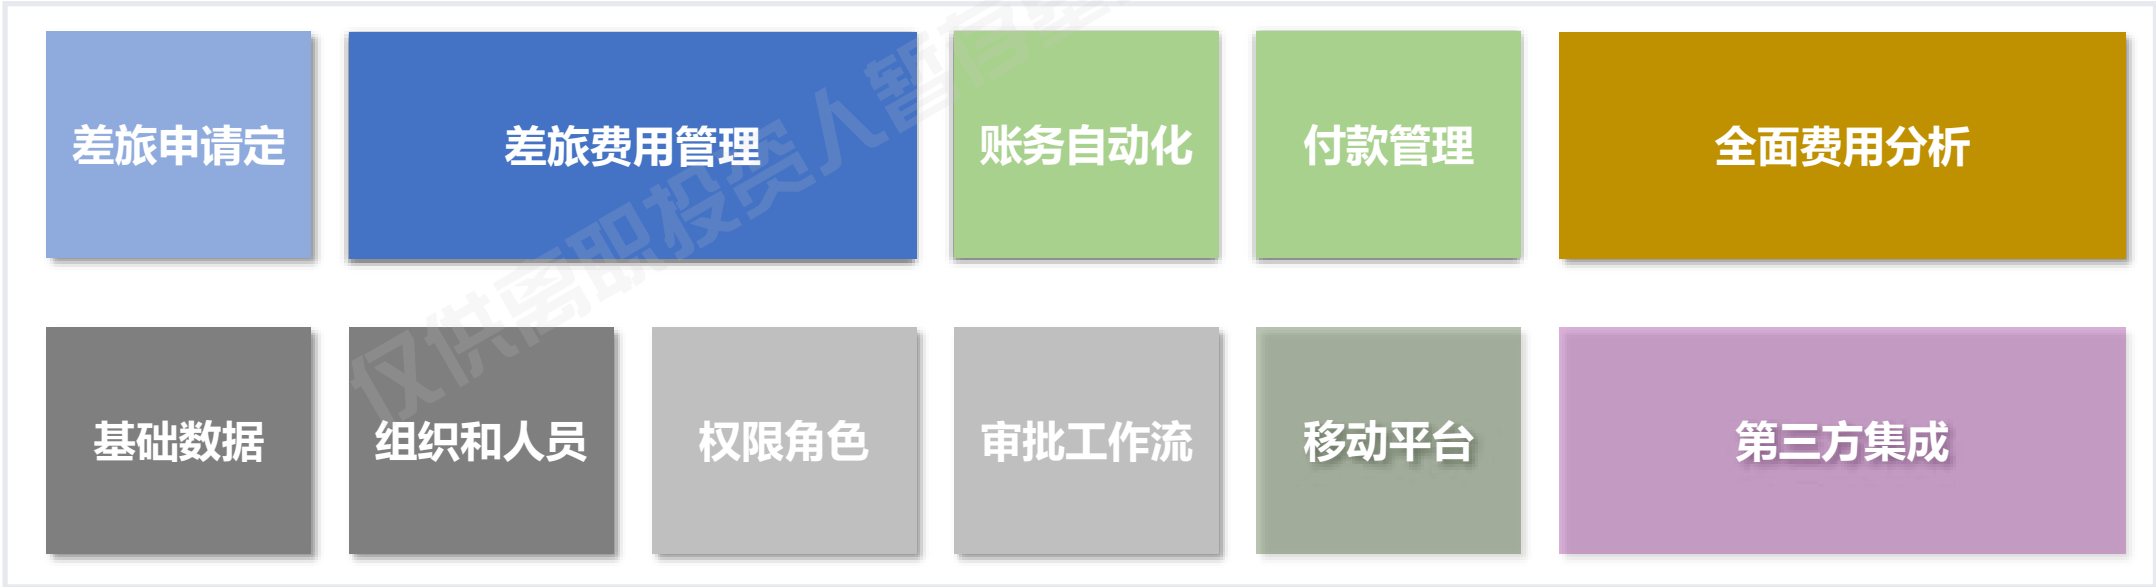 差旅申请定
差旅费用管理
账务自动化
付款管理
全面费用分析
基础数据
组织和人员
权限角色
审批工作流
移动平台
第三方集成
仅供离职投资人暂存